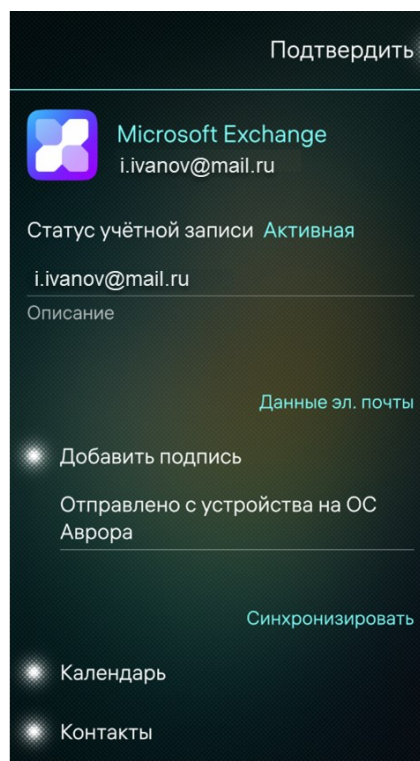 Подтвердить
Microsoft Exchange
i.ivanov@mail.ru
Статус учётной записи Активная
i.ivanov@mail.ru
Описание
Данные эл. почты
Добавить подпись
Отправлено с устройства на ОС
Аврора
Синхронизировать
Календарь
Контакты